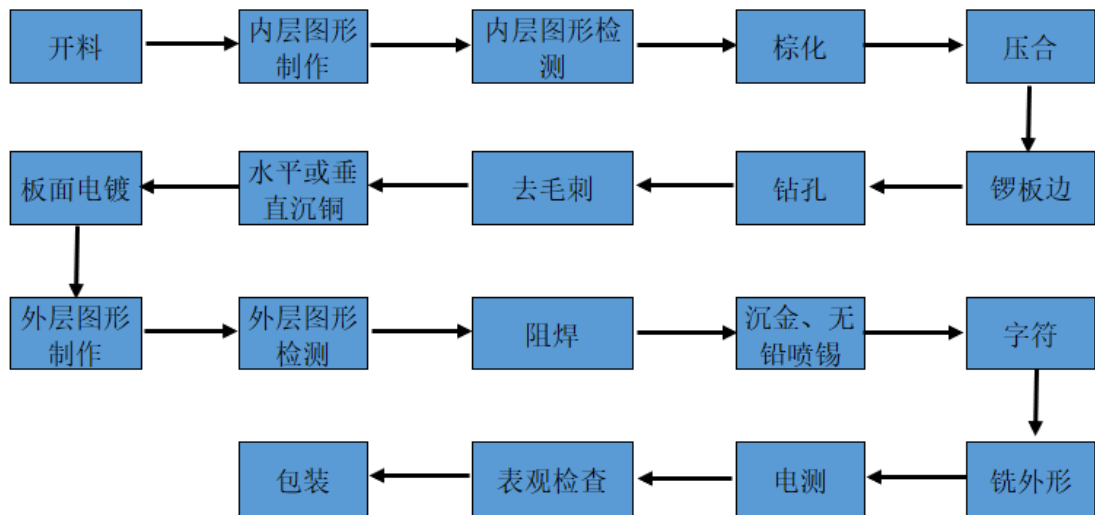 开料
内层图形
制作
内层图形检
测
棕化
压合
板面电镀
水平或垂
直沉铜
去毛刺
钻孔
锣板边
外层图形
制作
外层图形
检测
阻焊
沉金、无
铅喷锡
字符
包装
表观检查
电测
铣外形